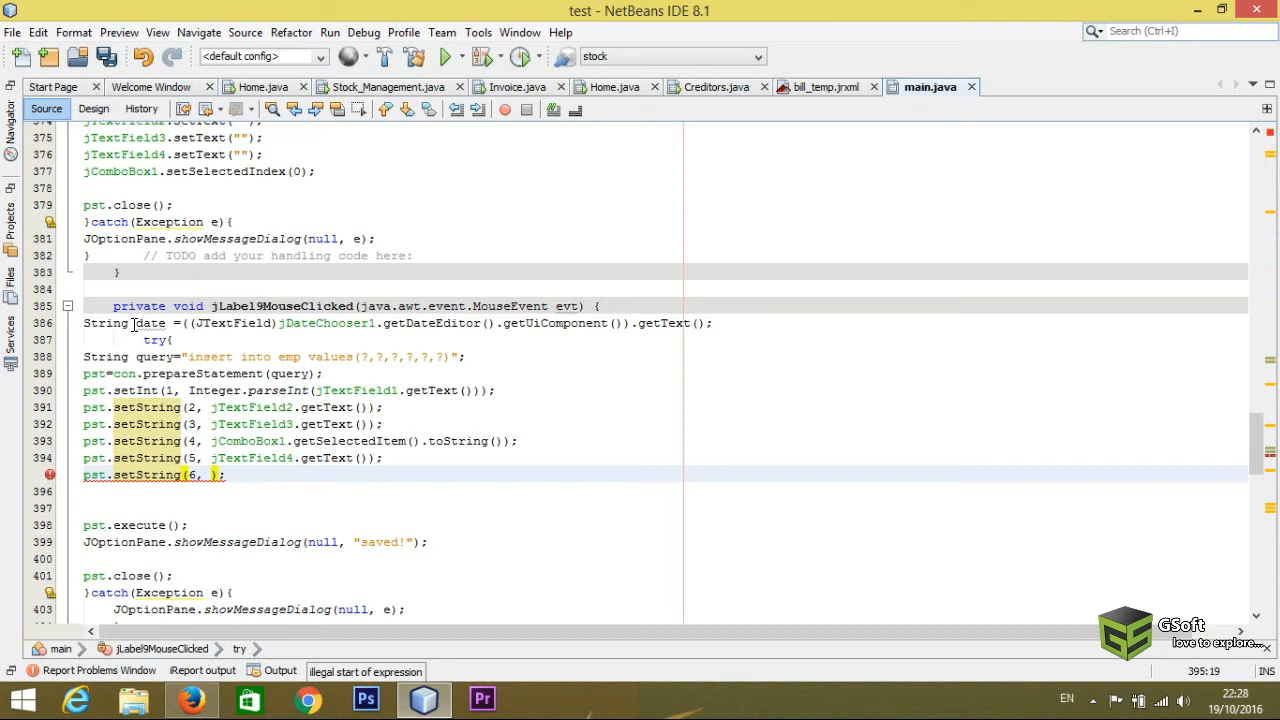 test - NetBeans IDE 8.1
File Edit Format Preview View Navigate Source Refactor Run Debug Profile Team Tools Window Help
Search (Ctrl+I)
<default config>
stock
Start Page Welcome Window Home.java Stock_Management.java Invoice.java Home.java Creditors.java bill_temp.jrxml main.java
Source Design History
Navigator
Projects
Files
Services
375 jTextField3.setText("");
376 jTextField4.setText("");
377 jComboBox1.setSelectedIndex(0);
378
379 pst.close();
}catch(Exception e){
381 JOptionPane.showMessageDialog(null, e);
382 } // TODO add your handling code here:
383 }
384
385 private void jLabel9MouseClicked(java.awt.event.MouseEvent evt) {
386 String date =((JTextField)jDateChooser1.getDateEditor().getUiComponent()).getText();
387 try{
388 String query="insert into emp values(?,?,?,?,?,?)";
389 pst=con.prepareStatement(query);
390 pst.setInt(1, Integer.parseInt(jTextField1.getText()));
391 pst.setString(2, jTextField2.getText());
392 pst.setString(3, jTextField3.getText());
393 pst.setString(4, jComboBox1.getSelectedItem().toString());
394 pst.setString(5, jTextField4.getText());
pst.setString(6, );
396
397
398 pst.execute();
399 JOptionPane.showMessageDialog(null, "saved!");
400
401 pst.close();
}catch(Exception e){
403 JOptionPane.showMessageDialog(null, e);
GSoft
love to explore...
main jLabel9MouseClicked try
Report Problems Window iReport output Output illegal start of expression
395:19 INS
Ps Pr
EN
22:28
19/10/2016